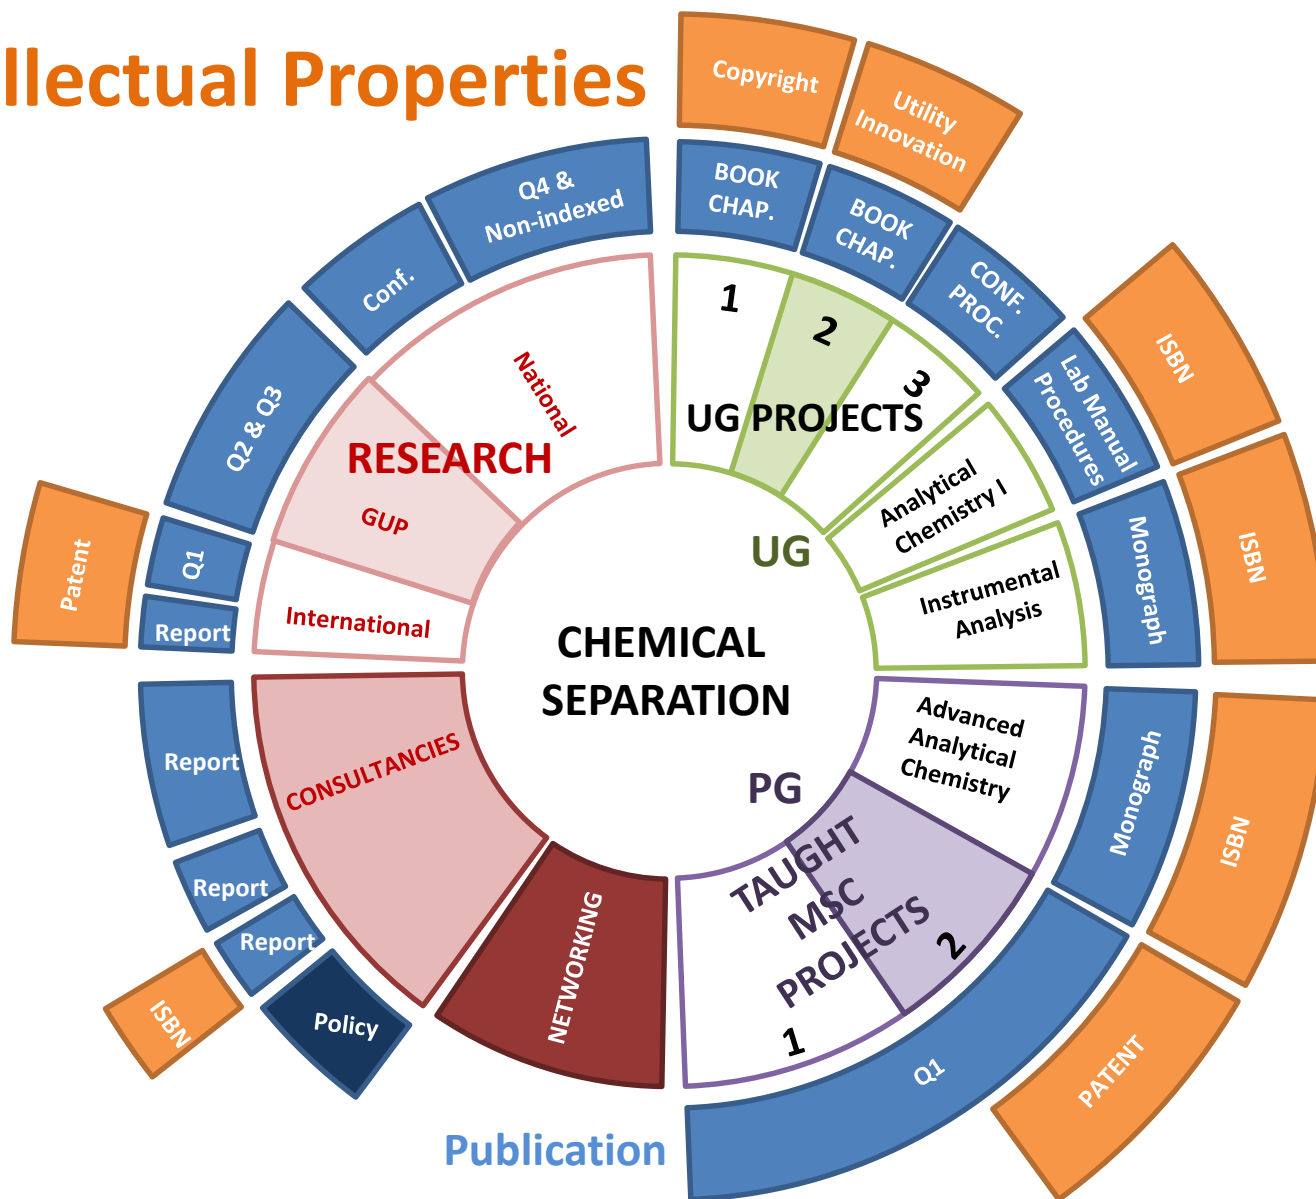 llectual Properties
Copyright
Utility
Innovation
BOOK
CHAP.
BOOK
CHAP.
CONF.
PROC.
Lab Manual
Procedures
Monograph
ISBN
ISBN
Q4 &
Non-indexed
Conf.
Q2 & Q3
Q1
Report
Patent
National
RESEARCH
GUP
International
1
2
3
UG PROJECTS
Analytical
Chemistry I
Instrumental
Analysis
UG
CHEMICAL
SEPARATION
PG
Advanced
Analytical
Chemistry
TAUGHT
MSC
PROJECTS
2
1
Monograph
ISBN
Q1
PATENT
CONSULTANCIES
NETWORKING
Report
Report
Report
Policy
ISBN
Publication